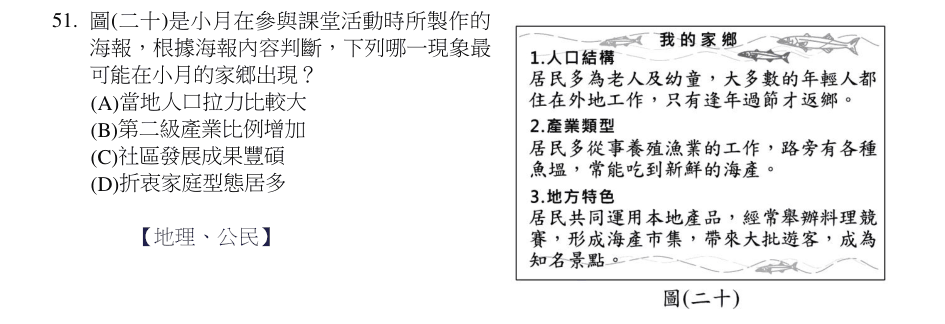 51. 圖(二十)是小月在參與課堂活動時所製作的
海報，根據海報內容判斷，下列哪一現象最
可能在小月的家鄉出現？
(A)當地人口拉力比較大
(B)第二級產業比例增加
(C)社區發展成果豐碩
(D)折衷家庭型態居多
【地理、公民】
我的家鄉
1.人口結構
居民多為老人及幼童，大多數的年輕人都
住在外地工作，只有逢年過節才返鄉。
2.產業類型
居民多從事養殖漁業的工作，路旁有各種
魚塭，常能吃到新鮮的海產。
3.地方特色
居民共同運用本地產品，經常舉辦料理競
賽，形成海產市集，帶來大批遊客，成為
知名景點。
圖(二十)